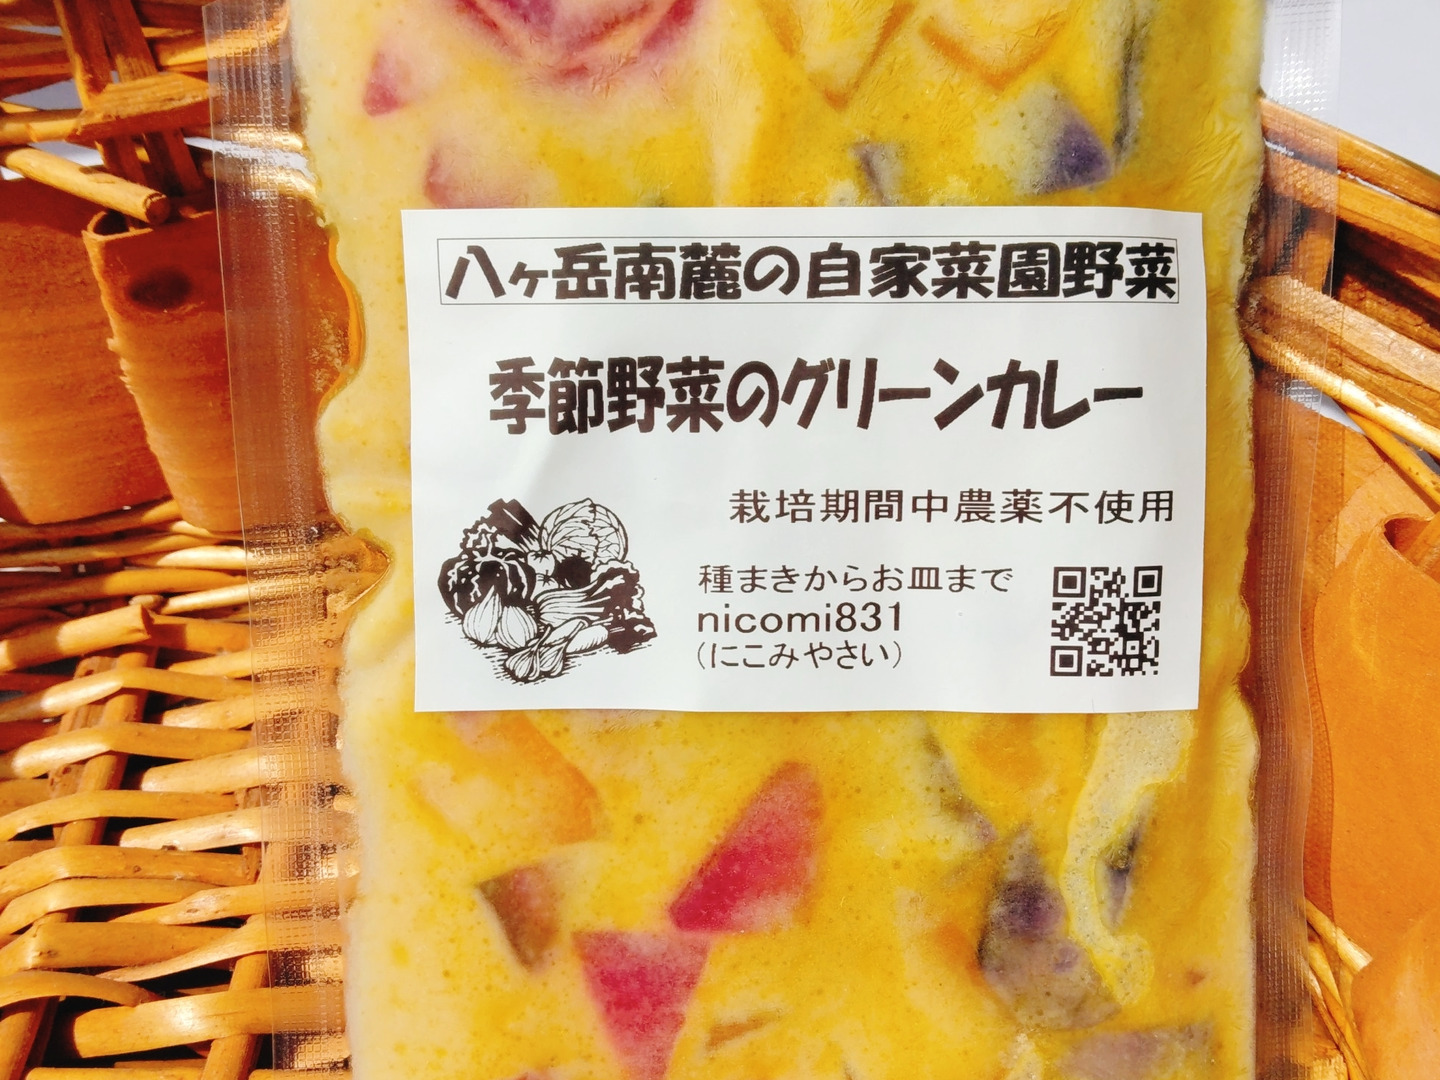 八ヶ岳南麓の自家菜園野菜
季節野菜のグリーンカレー
栽培期間中農薬不使用
種まきからお皿まで
nicomi831
(にこみやさい)